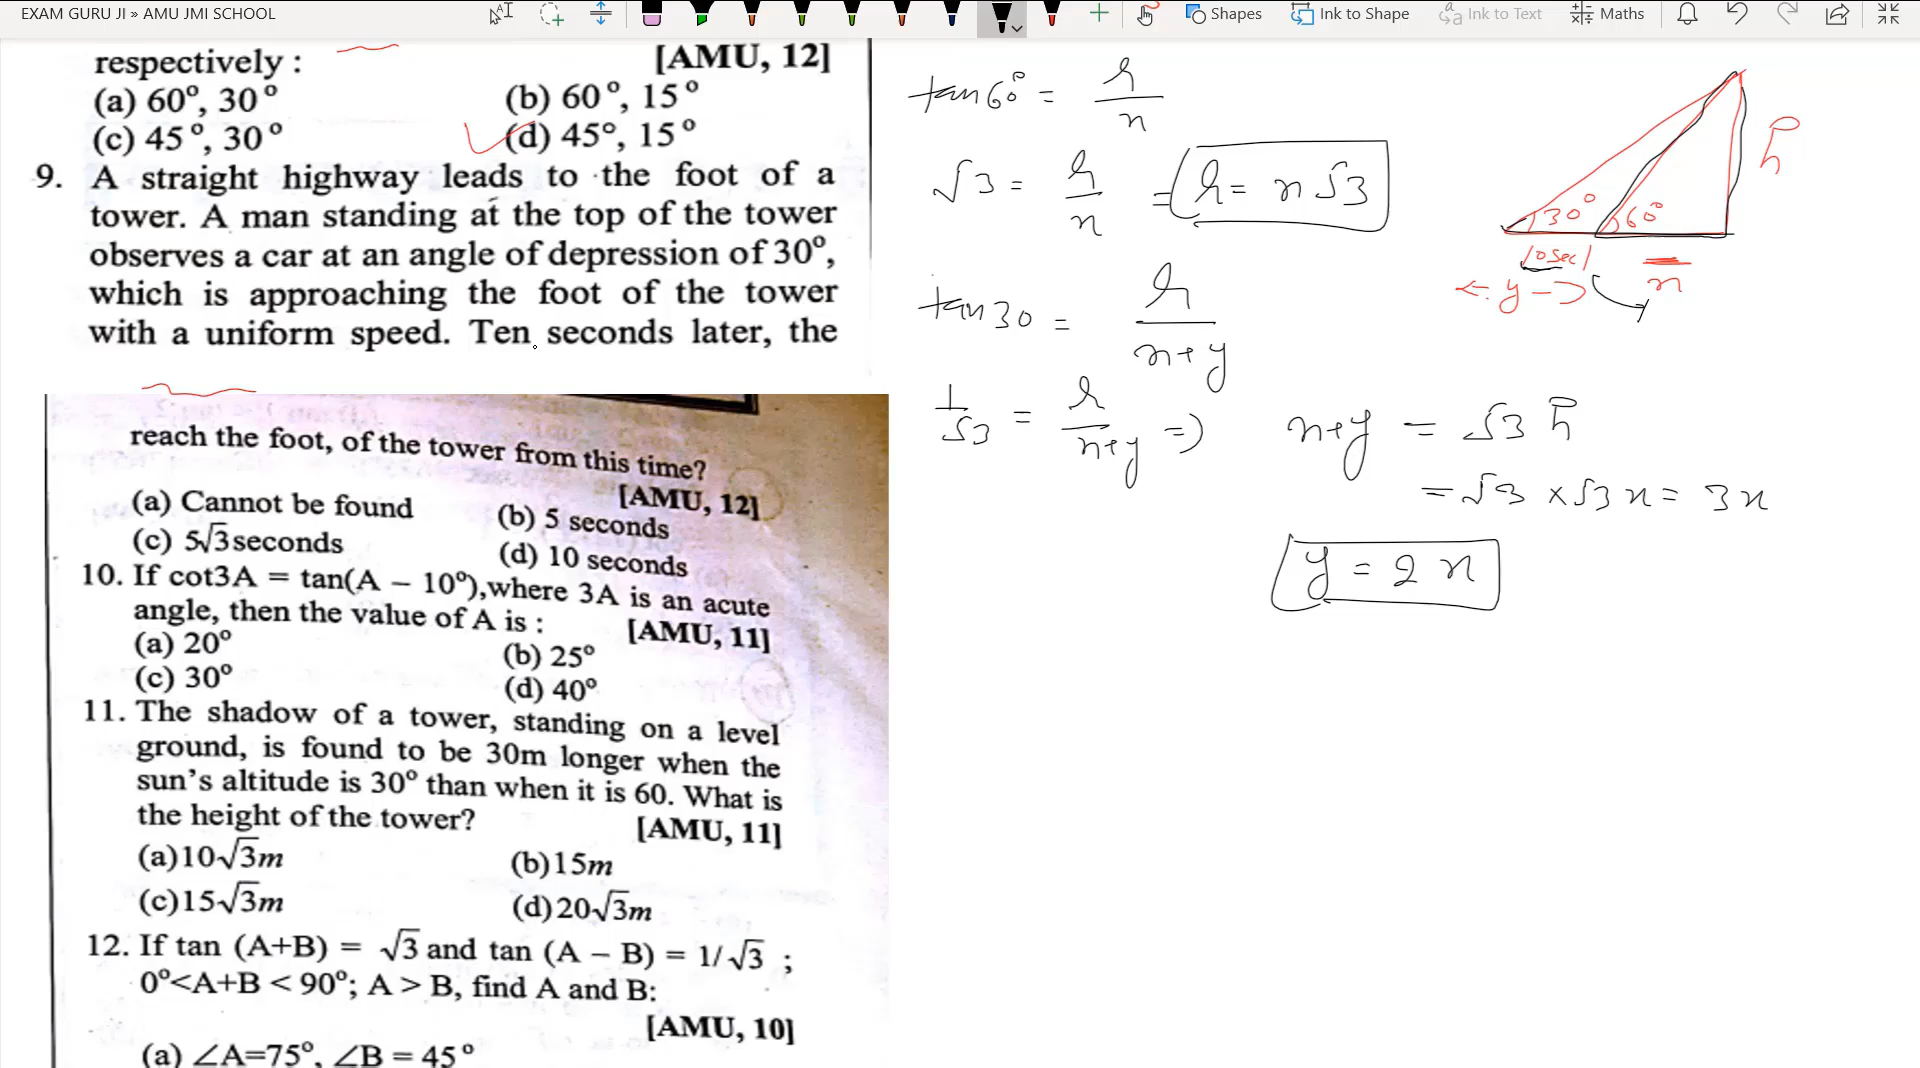 EXAM GURU JI » AMU JMI SCHOOL
Shapes Ink to Shape Ink to Text Maths
respectively : [AMU, 12]
(a) 60°, 30° (b) 60°, 15°
(c) 45°, 30° (d) 45°, 15°
9. A straight highway leads to the foot of a
tower. A man standing at the top of the tower
observes a car at an angle of depression of 30°,
which is approaching the foot of the tower
with a uniform speed. Ten seconds later, the
reach the foot, of the tower from this time?
[AMU, 12]
(a) Cannot be found (b) 5 seconds
(c) 5√3seconds (d) 10 seconds
10. If cot3A = tan(A − 10°),where 3A is an acute
angle, then the value of A is : [AMU, 11]
(a) 20° (b) 25°
(c) 30° (d) 40°
11. The shadow of a tower, standing on a level
ground, is found to be 30m longer when the
sun's altitude is 30° than when it is 60. What is
the height of the tower? [AMU, 11]
(a)10√3m (b)15m
(c)15√3m (d)20√3m
12. If tan (A+B) = √3 and tan (A − B) = 1/√3 ;
0°<A+B < 90°; A > B, find A and B:
[AMU, 10]
(a) ∠A=75°, ∠B = 45°
tan 60° = h/x
√3 = h/x = h = x√3
tan 30 = h/x+y
1/√3 = h/x+y => x+y = √3 h
= √3 × √3 x = 3x
y = 2x
h
30° 60°
10sec
y x